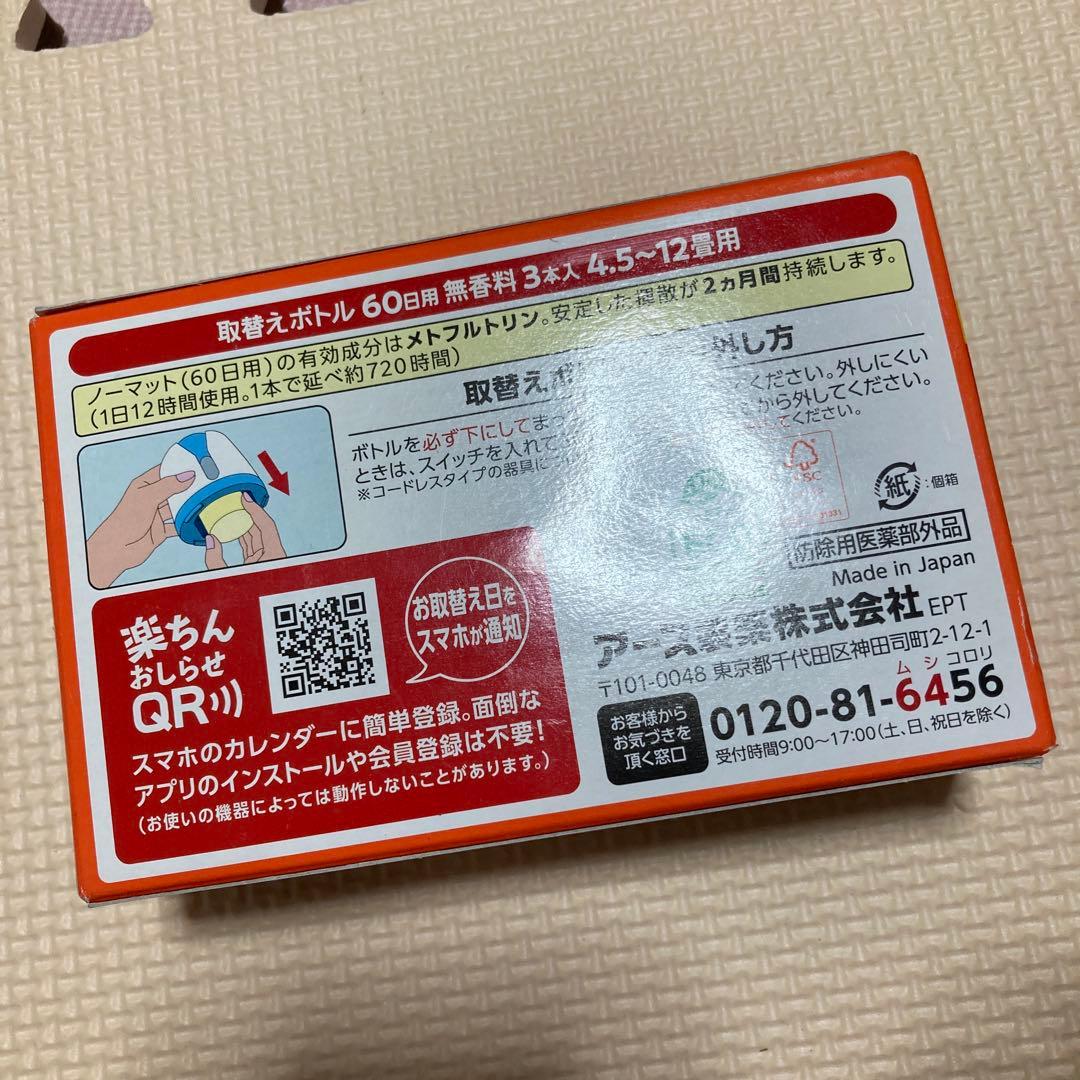 取替えボトル 60日用 無香料 3本入 4.5〜12畳用
ノーマット(60日用)の有効成分はメトフルトリン。安定した揮散が2ヵ月間持続します。
(1日12時間使用。1本で延べ約720時間)
取替えボ 外し方
ボトルを必ず下にしてまっ ください。外しにくい
ときは、スイッチを入れて から外してください。
※コードレスタイプの器具に てください。
FSC
紙 :個箱
防除用医薬部外品
Made in Japan
アース製薬株式会社 EPT
〒101-0048 東京都千代田区神田司町2-12-1
お客様から
お気づきを
頂く窓口
ムシ コロリ
0120-81-6456
受付時間9:00〜17:00(土、日、祝日を除く)
楽ちん
おしらせ
QR
お取替え日を
スマホが通知
スマホのカレンダーに簡単登録。面倒な
アプリのインストールや会員登録は不要!
(お使いの機器によっては動作しないことがあります。)